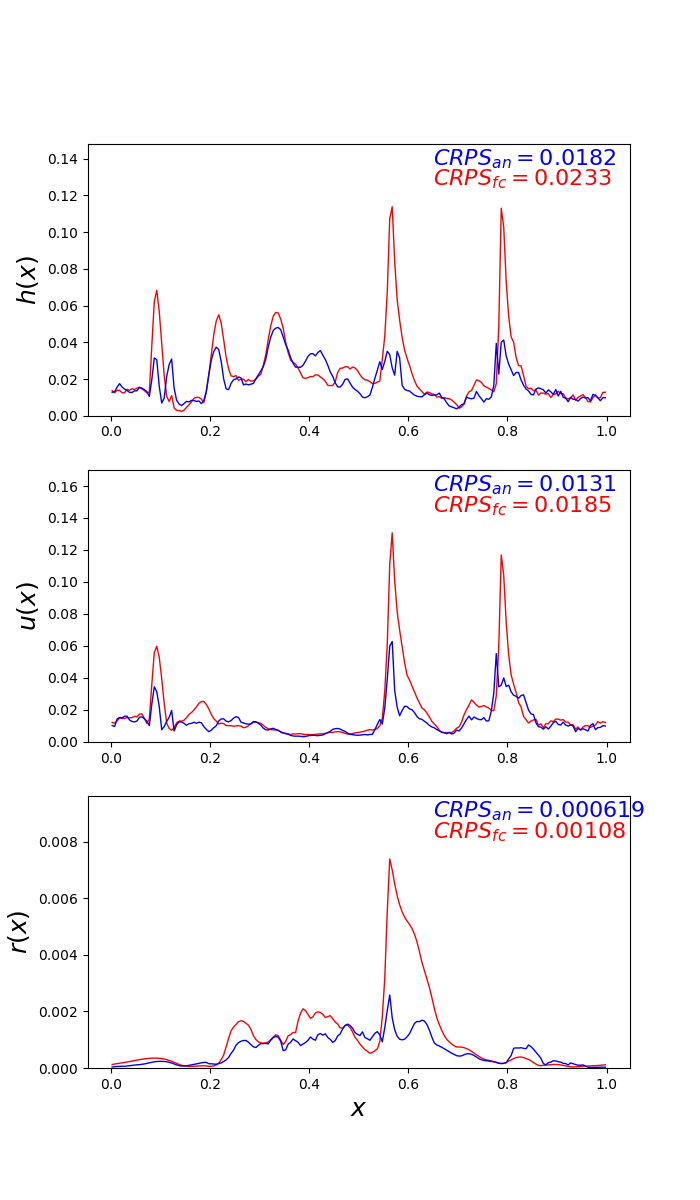 CRPS_an = 0.0182
CRPS_fc = 0.0233
0.14
0.12
0.10
0.08
0.06
0.04
0.02
0.00
h(x)
0.0 0.2 0.4 0.6 0.8 1.0
CRPS_an = 0.0131
CRPS_fc = 0.0185
0.16
0.14
0.12
0.10
0.08
0.06
0.04
0.02
0.00
u(x)
0.0 0.2 0.4 0.6 0.8 1.0
CRPS_an = 0.000619
CRPS_fc = 0.00108
0.008
0.006
0.004
0.002
0.000
r(x)
0.0 0.2 0.4 0.6 0.8 1.0
x